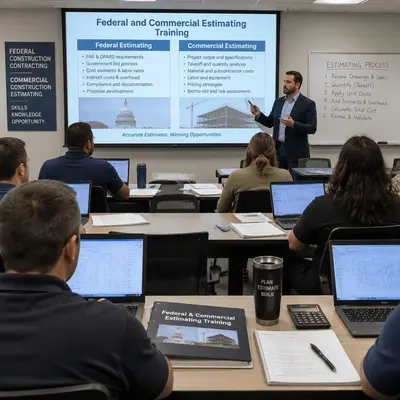 FEDERAL
CONSTRUCTION
CONTRACTING
COMMERCIAL
CONSTRUCTION
ESTIMATING
SKILLS
KNOWLEDGE
OPPORTUNITY
Federal and Commercial Estimating
Training
Federal Estimating
• FAR & DFARS requirements
• Government bid process
• Cost elements & labor rates
• Indirect costs & overhead
• Compliance and documentation
• Proposal development
Commercial Estimating
• Project scope and specifications
• Takeoff and quantity analysis
• Material and subcontractor costs
• Labor and equipment
• Pricing strategies
• Bid/no-bid and risk assessment
Accurate Estimates. Winning Opportunities.
ESTIMATING PROCESS
1. Review Drawings & Specs
2. Quantity (Takeoff)
3. Apply Unit Costs
4. Add Indirects & Overhead
5. Calculate Total Cost
6. Review & Validate
PLAN
ESTIMATE
BUILD
Federal & Commercial
Estimating Training